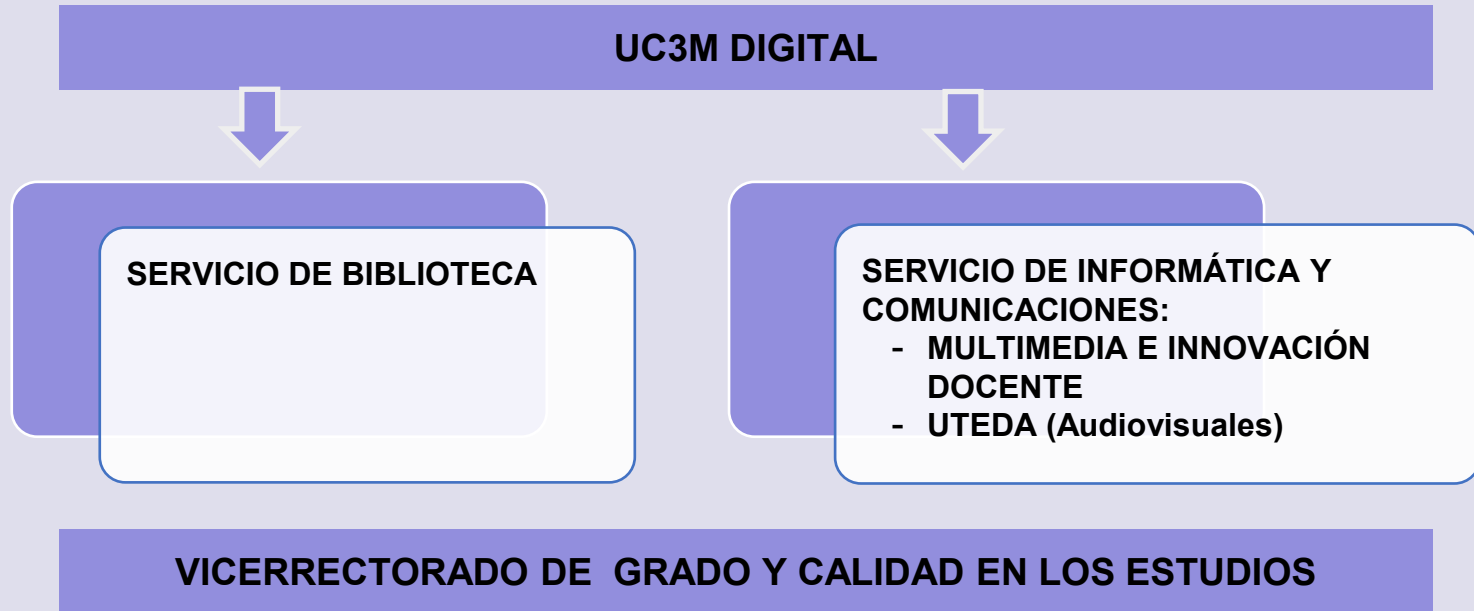 UC3M DIGITAL
SERVICIO DE BIBLIOTECA
SERVICIO DE INFORMÁTICA Y
COMUNICACIONES:
- MULTIMEDIA E INNOVACIÓN
DOCENTE
- UTEDA (Audiovisuales)
VICERRECTORADO DE GRADO Y CALIDAD EN LOS ESTUDIOS